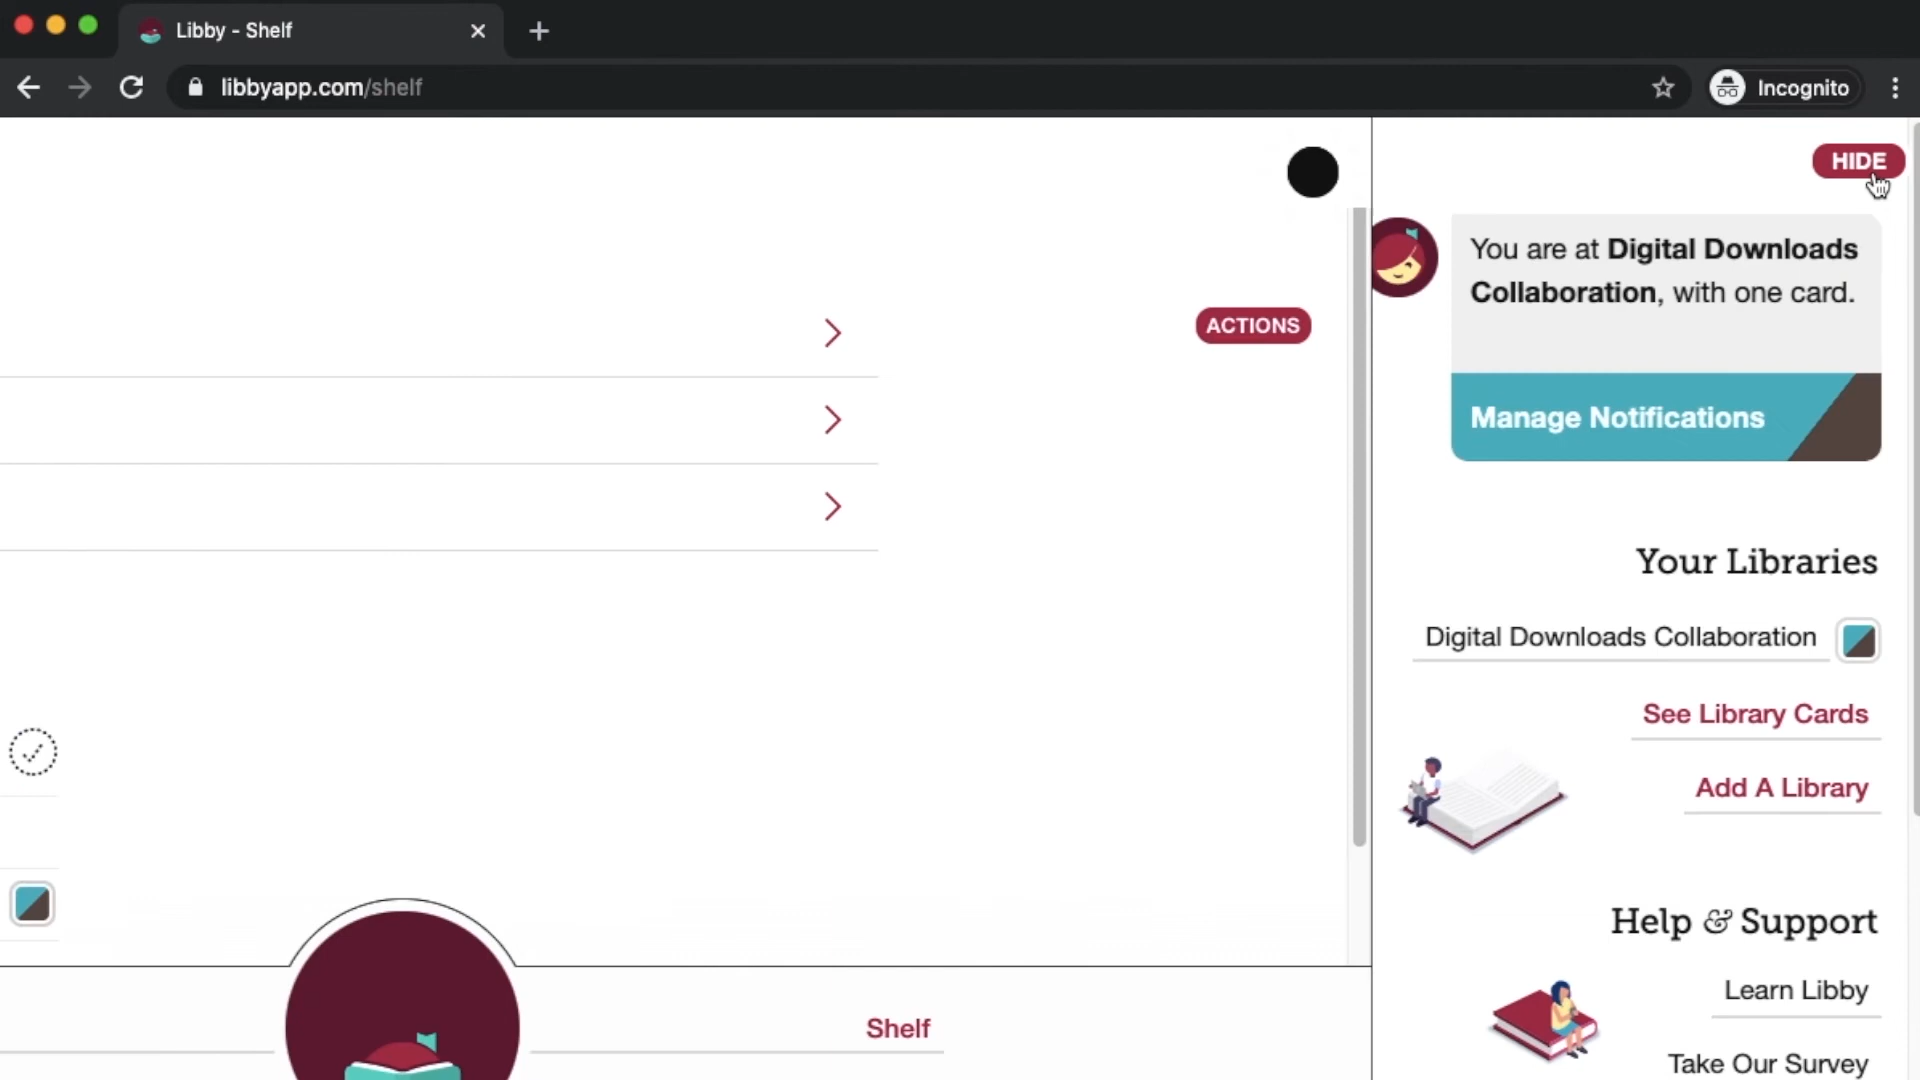 Libby - Shelf
libbyapp.com/shelf
Incognito
HIDE
You are at Digital Downloads
Collaboration, with one card.
ACTIONS
Manage Notifications
Your Libraries
Digital Downloads Collaboration
See Library Cards
Add A Library
Help & Support
Learn Libby
Shelf
Take Our Survey